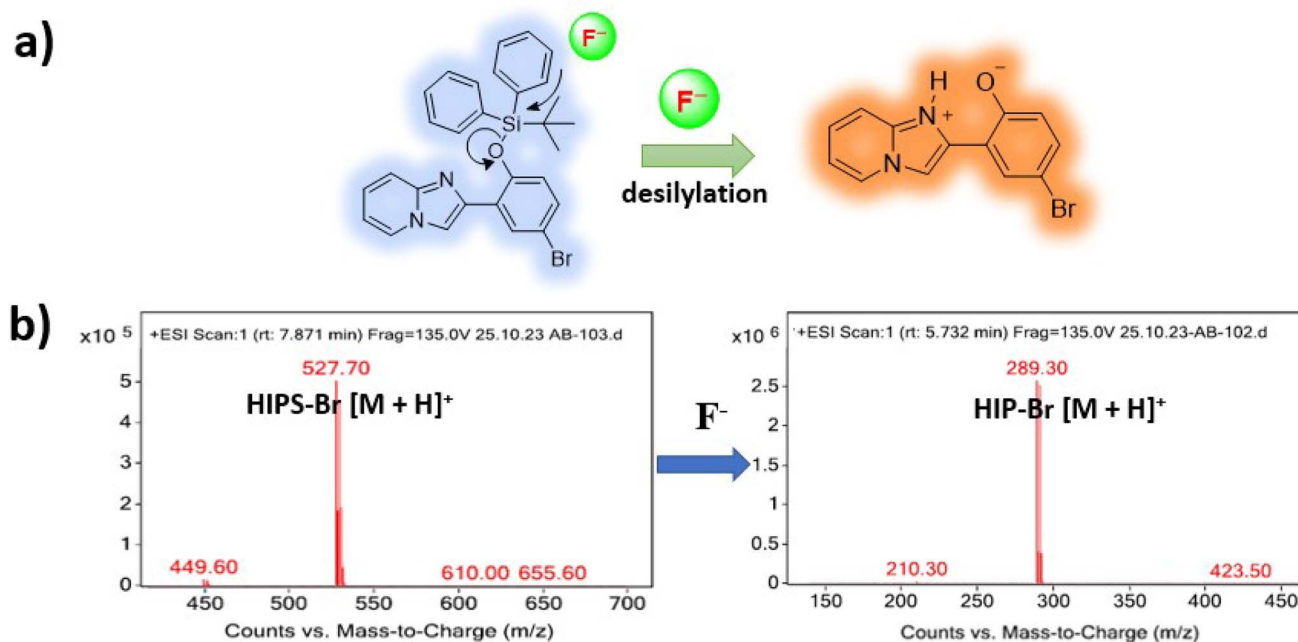 a)
F⁻
Si
O
N
N
Br
F⁻
desilylation
H
O⁻
N
+
N
Br
b)
x10 5
+ESI Scan:1 (rt: 7.871 min) Frag=135.0V 25.10.23 AB-103.d
527.70
HIPS-Br [M + H]⁺
5
4
3
2
1
0
449.60
610.00 655.60
450 500 550 600 650 700
Counts vs. Mass-to-Charge (m/z)
F⁻
x10 6
+ESI Scan:1 (rt: 5.732 min) Frag=135.0V 25.10.23-AB-102.d
289.30
HIP-Br [M + H]⁺
2.5
2
1.5
1
0.5
0
210.30
423.50
150 200 250 300 350 400 450
Counts vs. Mass-to-Charge (m/z)